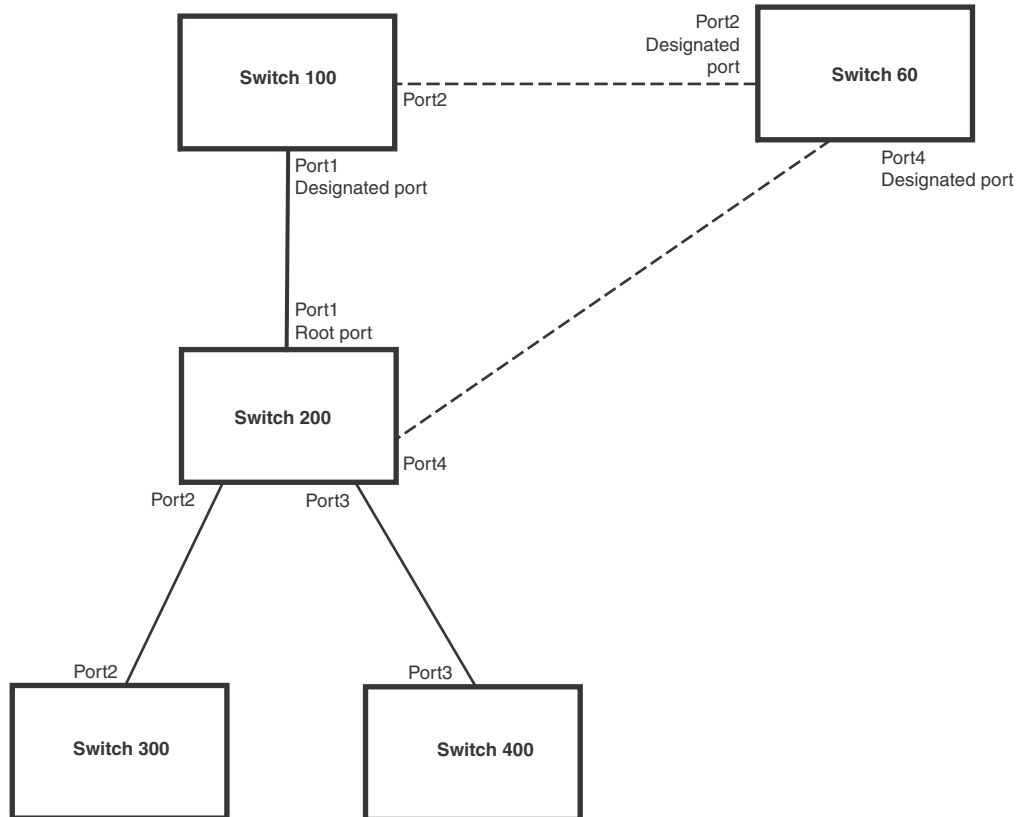 Switch 100
Port2
Port2
Designated
port
Switch 60
Port1
Designated port
Port4
Designated port
Port1
Root port
Switch 200
Port4
Port2
Port3
Port2
Port3
Switch 300
Switch 400